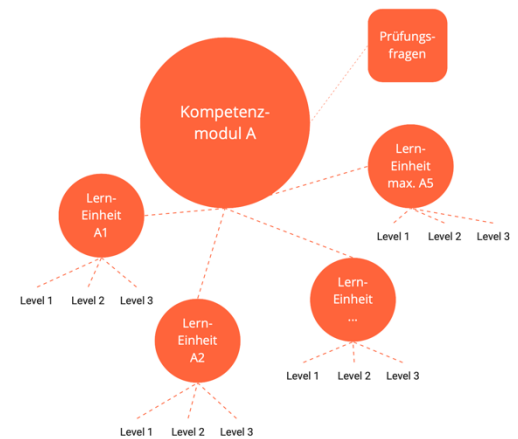 Prüfungs-
fragen
Kompetenz-
modul A
Lern-
Einheit
max. A5
Level 1 Level 2 Level 3
Lern-
Einheit
A1
Level 1 Level 2 Level 3
Lern-
Einheit
...
Level 1 Level 2 Level 3
Lern-
Einheit
A2
Level 1 Level 2 Level 3